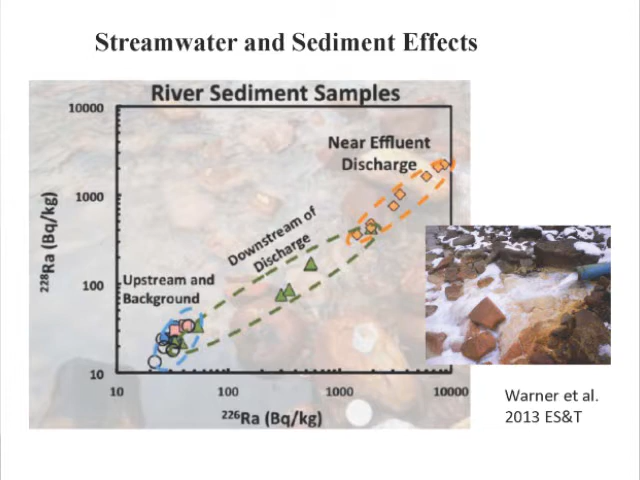 Streamwater and Sediment Effects
River Sediment Samples
10000
1000
100
10
²²⁸Ra (Bq/kg)
Near Effluent
Discharge
Downstream of
Discharge
Upstream and
Background
10
100
1000
10000
²²⁶Ra (Bq/kg)
Warner et al.
2013 ES&T